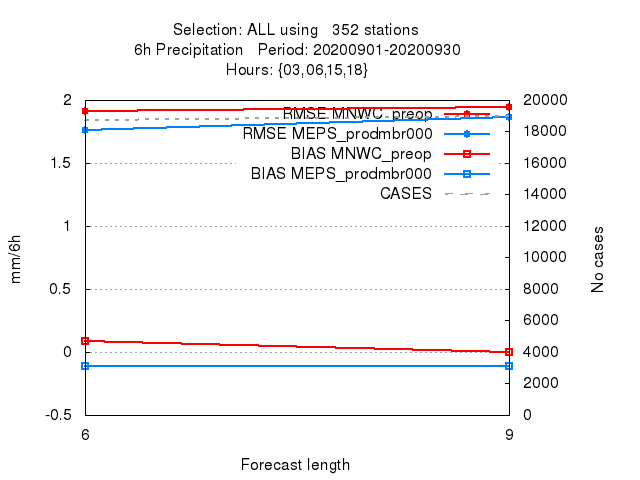 Selection: ALL using   352 stations
6h Precipitation   Period: 20200901-20200930
Hours: {03,06,15,18}
2 20000
RMSE MNWC_preop
18000
RMSE MEPS_prodmbr000
1.5 BIAS MNWC_preop 16000
BIAS MEPS_prodmbr000
14000
CASES
1 12000
10000
mm/6h
No cases
0.5 8000
6000
0 4000
2000
-0.5 0
6 9
Forecast length